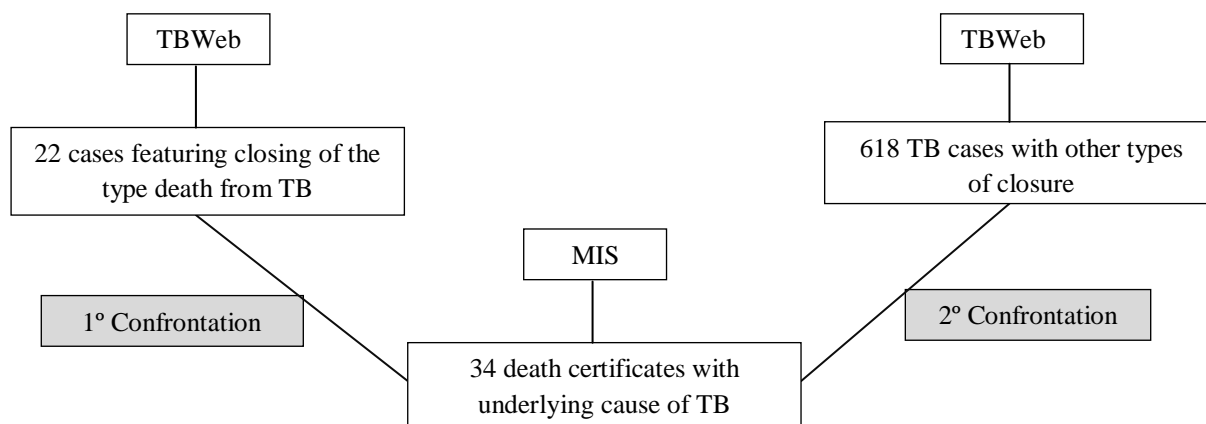 TBWeb
TBWeb
22 cases featuring closing of the
type death from TB
618 TB cases with other types
of closure
MIS
1º Confrontation
2º Confrontation
34 death certificates with
underlying cause of TB